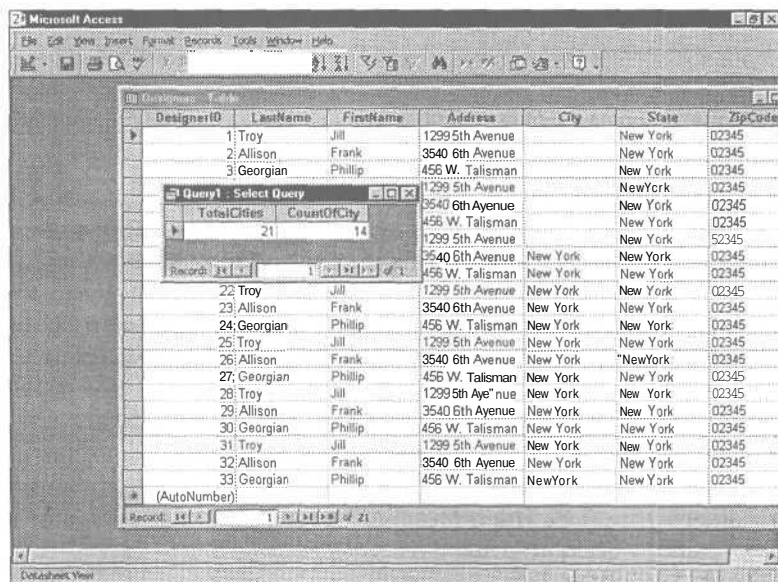 Microsoft Access
File Edit View Insert Format Records Tools Window Help
Designers : Table
DesignerID LastName FirstName Address City State ZipCode
1 Troy Jill 1299 5th Avenue New York 02345
2 Allison Frank 3540 6th Avenue New York 02345
3 Georgian Phillip 456 W. Talisman New York 02345
1299 5th Avenue NewYork 02345
3540 6th Avenue New York 02345
456 W. Talisman New York 02345
1299 5th Avenue New York 52345
3540 6th Avenue New York New York 02345
456 W. Talisman New York New York 02345
Query1 : Select Query
TotalCities CountOfCity
21 14
Record: 1 of 1
22 Troy Jill 1299 5th Avenue New York New York 02345
23 Allison Frank 3540 6th Avenue New York New York 02345
24; Georgian Phillip 456 W. Talisman New York New York 02345
25 Troy Jill 1299 5th Avenue New York New York 02345
26 Allison Frank 3540 6th Avenue New York "NewYork 02345
27; Georgian Phillip 456 W. Talisman New York New York 02345
28 Troy Jill 1299 5th Aye" nue New York New York 02345
29 Allison Frank 3540 6th Avenue New York New York 02345
30 Georgian Phillip 456 W. Talisman New York New York 02345
31 Troy Jill 1299 5th Avenue New York New York 02345
32 Allison Frank 3540 6th Avenue New York New York 02345
33 Georgian Phillip 456 W. Talisman NewYork New York 02345
(AutoNumber)
Record: 1 of 21
Datasheet View